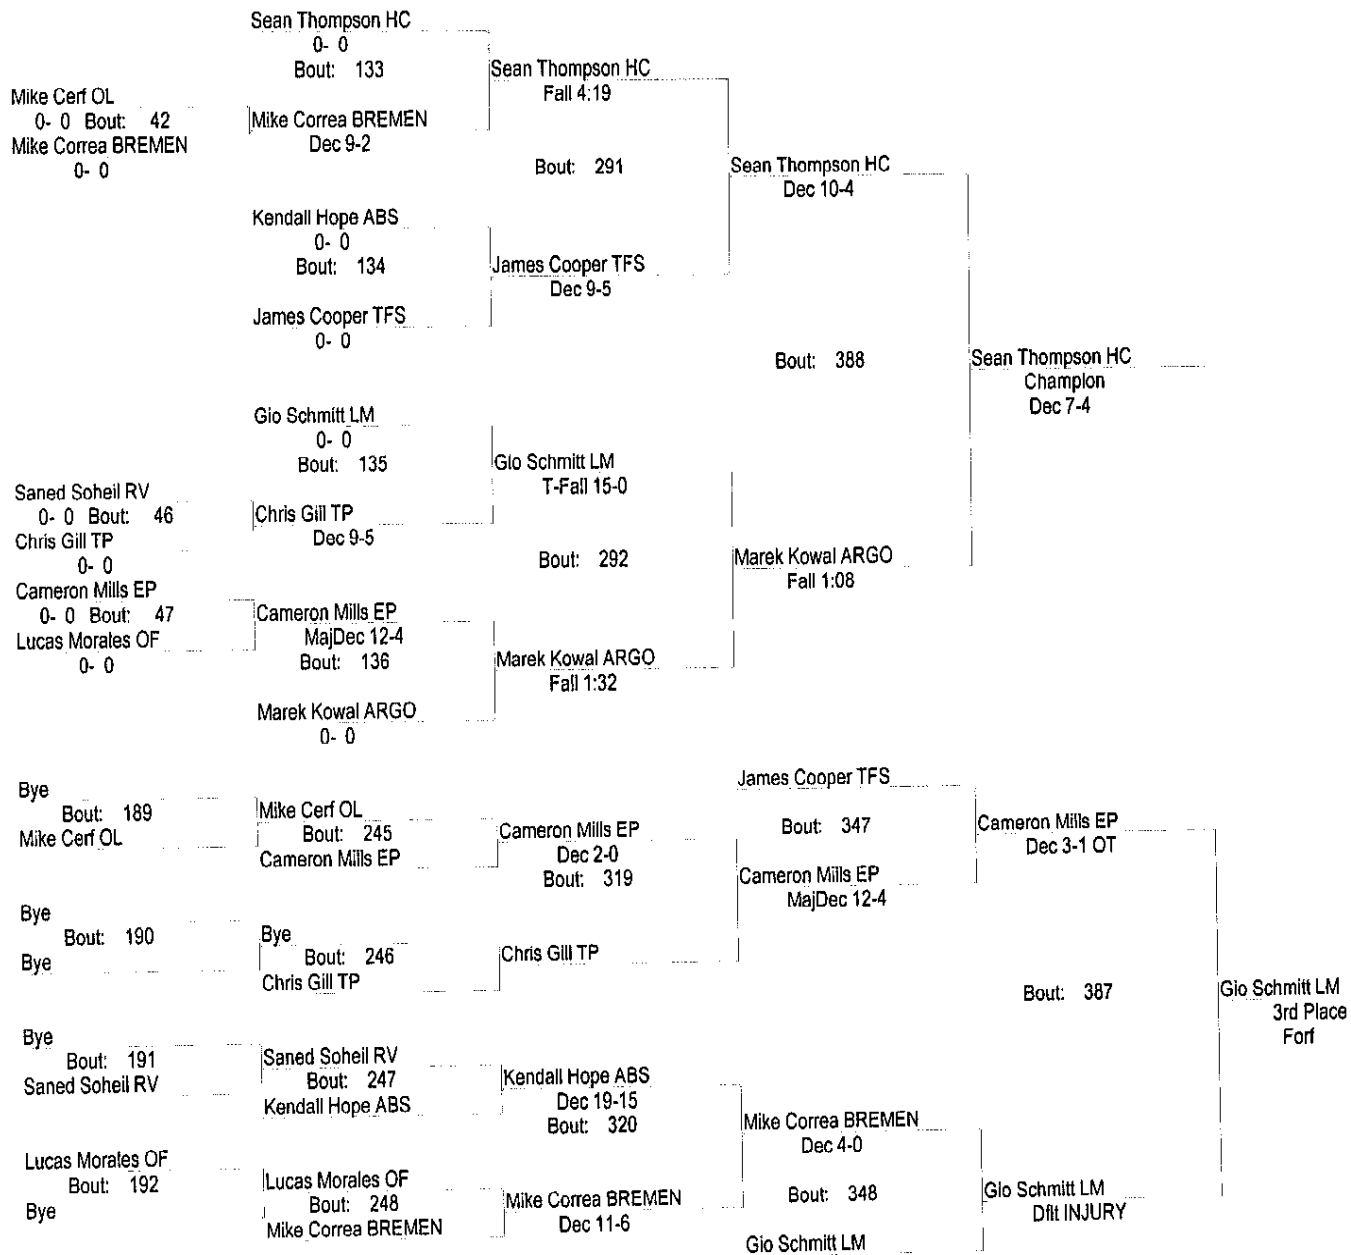 Sean Thompson HC
0- 0
Bout: 133
Sean Thompson HC
Fall 4:19
Mike Cerf OL
0- 0 Bout: 42
Mike Correa BREMEN
0- 0
Mike Correa BREMEN
Dec 9-2
Bout: 291
Sean Thompson HC
Dec 10-4
Kendall Hope ABS
0- 0
Bout: 134
James Cooper TFS
Dec 9-5
James Cooper TFS
0- 0
Bout: 388
Sean Thompson HC
Champion
Dec 7-4
Gio Schmitt LM
0- 0
Bout: 135
Gio Schmitt LM
T-Fall 15-0
Saned Soheil RV
0- 0 Bout: 46
Chris Gill TP
0- 0
Chris Gill TP
Dec 9-5
Bout: 292
Marek Kowal ARGO
Fall 1:08
Cameron Mills EP
0- 0 Bout: 47
Lucas Morales OF
0- 0
Cameron Mills EP
MajDec 12-4
Bout: 136
Marek Kowal ARGO
Fall 1:32
Marek Kowal ARGO
0- 0
Bye
Bout: 189
Mike Cerf OL
Mike Cerf OL
Bout: 245
Cameron Mills EP
Cameron Mills EP
Dec 2-0
Bout: 319
James Cooper TFS
Bout: 347
Cameron Mills EP
MajDec 12-4
Cameron Mills EP
Dec 3-1 OT
Bye
Bout: 190
Bye
Bye
Bout: 246
Chris Gill TP
Chris Gill TP
Bout: 387
Gio Schmitt LM
3rd Place
Forf
Bye
Bout: 191
Saned Soheil RV
Saned Soheil RV
Bout: 247
Kendall Hope ABS
Kendall Hope ABS
Dec 19-15
Bout: 320
Mike Correa BREMEN
Dec 4-0
Bout: 348
Gio Schmitt LM
Gio Schmitt LM
Dflt INJURY
Lucas Morales OF
Bout: 192
Bye
Lucas Morales OF
Bout: 248
Mike Correa BREMEN
Mike Correa BREMEN
Dec 11-6